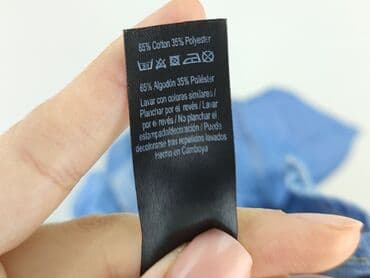 65% Cotton 35% Polyester
65% Algodón 35% Poliéster
Lavar con colores similares /
Planchar por el revés / Lavar
por el revés / No planchar el
estampado/decoración / Puede
decolorarse tras repetidos lavados
Hecho en Camboya